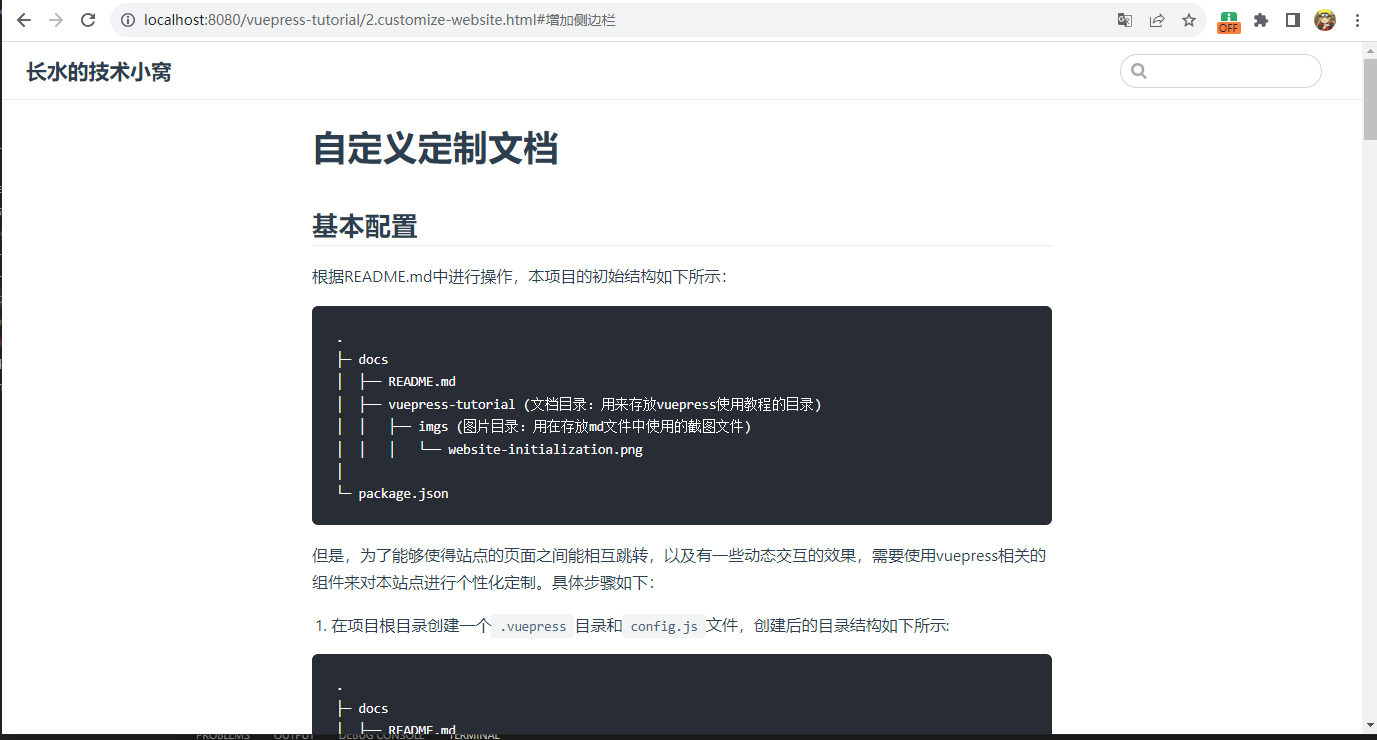 localhost:8080/vuepress-tutorial/2.customize-website.html#增加侧边栏
OFF
长水的技术小窝
自定义定制文档
基本配置
根据README.md中进行操作，本项目的初始结构如下所示：
.
├─ docs
│  ├── README.md
│  ├── vuepress-tutorial (文档目录：用来存放vuepress使用教程的目录)
│  │   ├── imgs (图片目录：用在存放md文件中使用的截图文件)
│  │   │   └── website-initialization.png
│
└─ package.json
但是，为了能够使得站点的页面之间能相互跳转，以及有一些动态交互的效果，需要使用vuepress相关的
组件来对本站点进行个性化定制。具体步骤如下：
1. 在项目根目录创建一个 .vuepress 目录和 config.js 文件，创建后的目录结构如下所示:
.
├─ docs
│  ├── README.md
PROBLEMS OUTPUT DEBUG CONSOLE TERMINAL